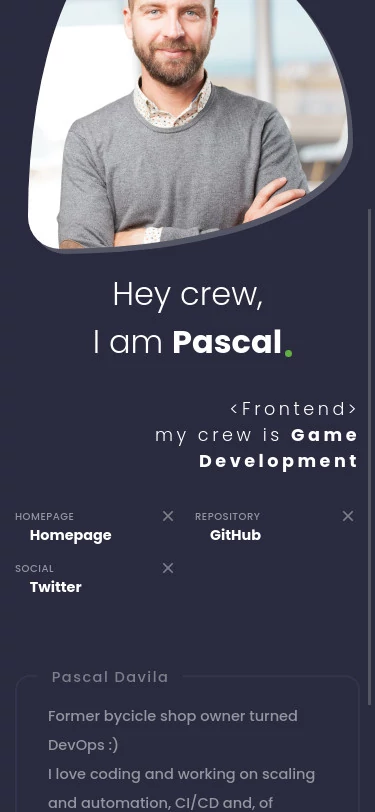 Hey crew,
I am Pascal.
<Frontend>
my crew is Game
Development
HOMEPAGE
Homepage
REPOSITORY
GitHub
SOCIAL
Twitter
Pascal Davila
Former bycicle shop owner turned
DevOps :)
I love coding and working on scaling
and automation, CI/CD and, of